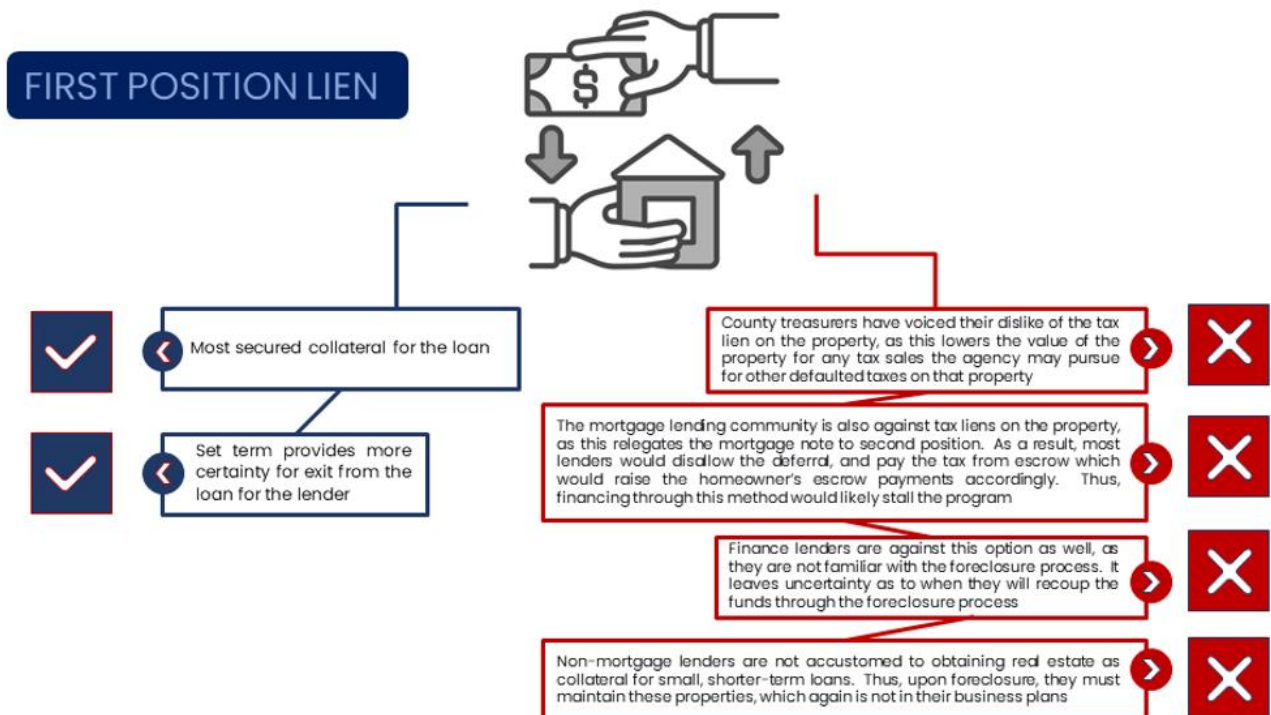 FIRST POSITION LIEN
$
Most secured collateral for the loan
Set term provides more
certainty for exit from the
loan for the lender
County treasurers have voiced their dislike of the tax
lien on the property, as this lowers the value of the
property for any tax sales the agency may pursue
for other defaulted taxes on that property
The mortgage lending community is also against tax liens on the property,
as this relegates the mortgage note to second position. As a result, most
lenders would disallow the deferral, and pay the tax from escrow which
would raise the homeowner's escrow payments accordingly. Thus,
financing through this method would likely stall the program
Finance lenders are against this option as well, as
they are not familiar with the foreclosure process. It
leaves uncertainty as to when they will recoup the
funds through the foreclosure process
Non-mortgage lenders are not accustomed to obtaining real estate as
collateral for small, shorter-term loans. Thus, upon foreclosure, they must
maintain these properties, which again is not in their business plans